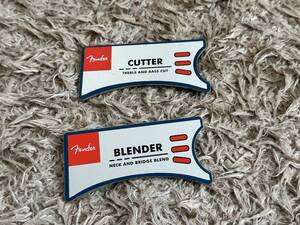 Fender
CUTTER
TREBLE AND BASS CUT
Fender
BLENDER
NECK AND BRIDGE BLEND